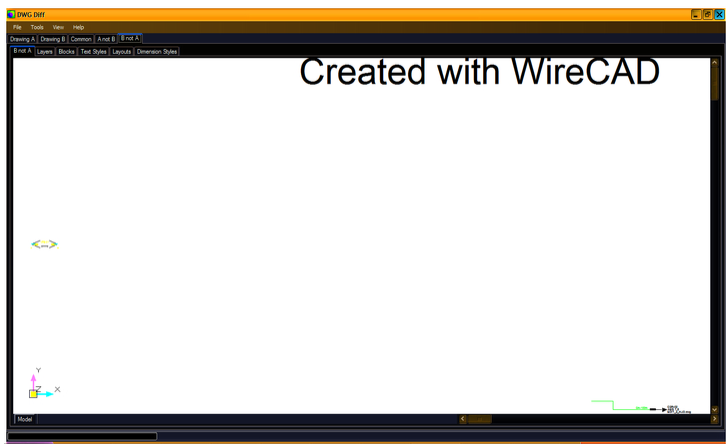 DWG Diff
File Tools View Help
Drawing A Drawing B Common A not B B not A
B not A Layers Blocks Text Styles Layouts Dimension Styles
Created with WireCAD
Y
Z X
Model